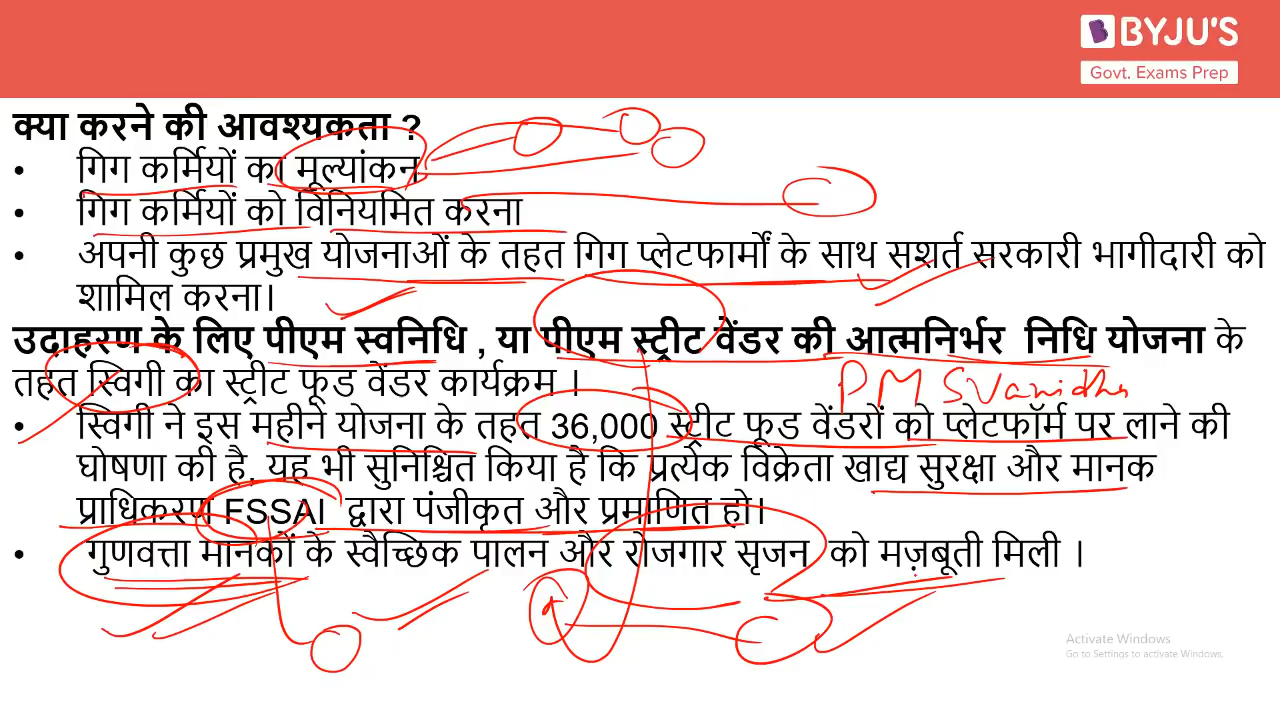 BYJU'S
Govt. Exams Prep
क्या करने की आवश्यकता ?
• गिग कर्मियों का मूल्यांकन
• गिग कर्मियों को विनियमित करना
• अपनी कुछ प्रमुख योजनाओं के तहत गिग प्लेटफार्मों के साथ सशर्त सरकारी भागीदारी को
शामिल करना।
उदाहरण के लिए पीएम स्वनिधि , या पीएम स्ट्रीट वेंडर की आत्मनिर्भर निधि योजना के
तहत स्विगी का स्ट्रीट फूड वेंडर कार्यक्रम ।
PM SVanidhi
• स्विगी ने इस महीने योजना के तहत 36,000 स्ट्रीट फूड वेंडरों को प्लेटफॉर्म पर लाने की
घोषणा की है, यह भी सुनिश्चित किया है कि प्रत्येक विक्रेता खाद्य सुरक्षा और मानक
प्राधिकरण FSSAI द्वारा पंजीकृत और प्रमाणित हो।
• गुणवत्ता मानकों के स्वैच्छिक पालन और रोजगार सृजन को मज़बूती मिली ।
Activate Windows
Go to Settings to activate Windows.